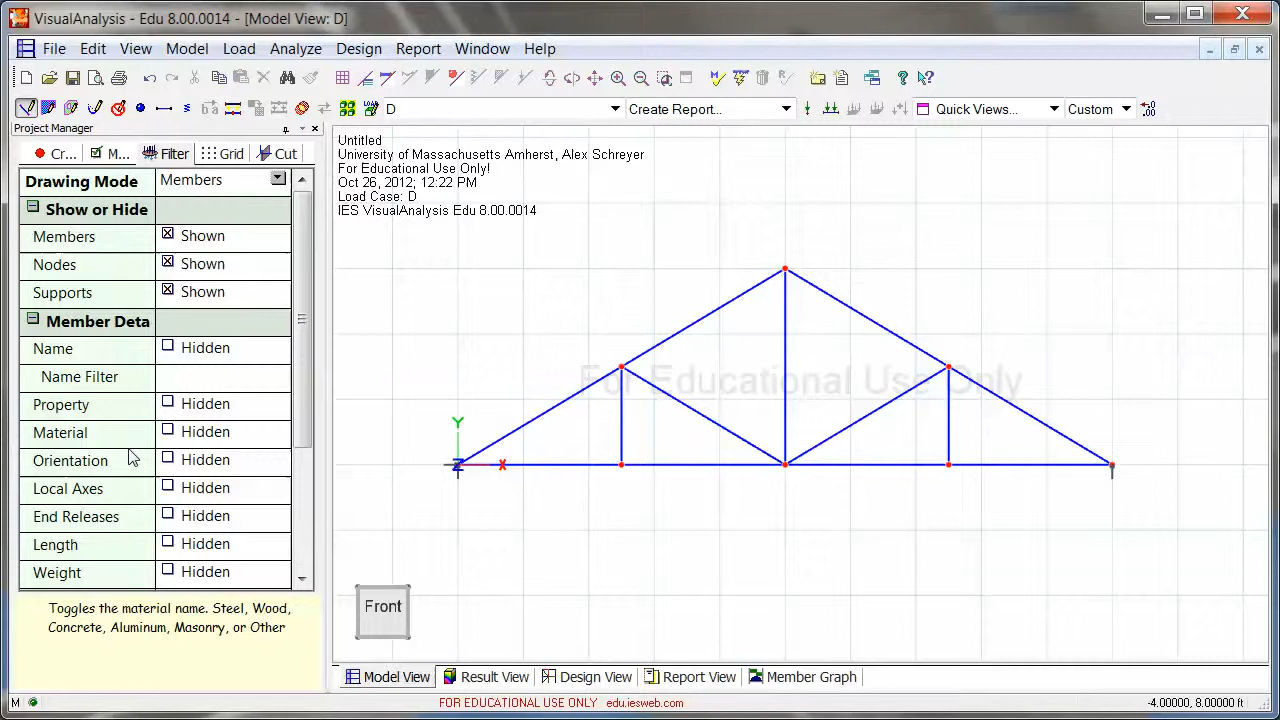 VisualAnalysis - Edu 8.00.0014 - [Model View: D]
File Edit View Model Load Analyze Design Report Window Help
D Create Report... Quick Views... Custom
Project Manager
Cr... M... Filter Grid Cut
Drawing Mode Members
Show or Hide
Members Shown
Nodes Shown
Supports Shown
Member Deta
Name Hidden
Name Filter
Property Hidden
Material Hidden
Orientation Hidden
Local Axes Hidden
End Releases Hidden
Length Hidden
Weight Hidden
Toggles the material name. Steel, Wood,
Concrete, Aluminum, Masonry, or Other
Untitled
University of Massachusetts Amherst, Alex Schreyer
For Educational Use Only!
Oct 26, 2012; 12:22 PM
Load Case: D
IES VisualAnalysis Edu 8.00.0014
For Educational Use Only
Y
Z X
Front
Model View Result View Design View Report View Member Graph
M FOR EDUCATIONAL USE ONLY edu.iesweb.com -4.00000, 8.00000 ft